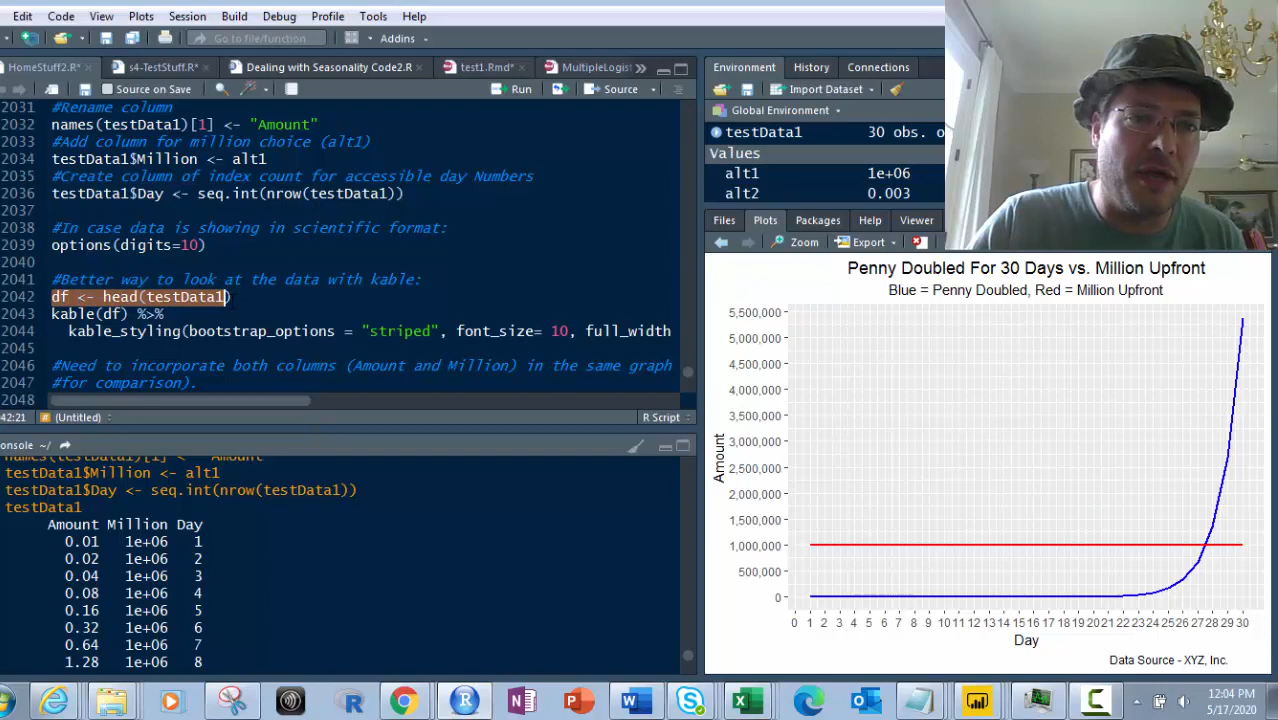 Edit Code View Plots Session Build Debug Profile Tools Help
Go to file/function Addins
HomeStuff2.R* s4-TestStuff.R* Dealing with Seasonality Code2.R test1.Rmd* MultipleLogist
Source on Save Run Source
2031 #Rename column
2032 names(testData1)[1] <- "Amount"
2033 #Add column for million choice (alt1)
2034 testData1$Million <- alt1
2035 #Create column of index count for accessible day Numbers
2036 testData1$Day <- seq.int(nrow(testData1))
2037
2038 #In case data is showing in scientific format:
2039 options(digits=10)
2040
2041 #Better way to look at the data with kable:
2042 df <- head(testData1)
2043 kable(df) %>%
2044 kable_styling(bootstrap_options = "striped", font_size= 10, full_width
2045
2046 #Need to incorporate both columns (Amount and Million) in the same graph
2047 #for comparison).
2048
42:21 (Untitled) R Script
onsole ~/
names(testData1)[1] <- "Amount"
testData1$Million <- alt1
testData1$Day <- seq.int(nrow(testData1))
testData1
Amount Million Day
0.01 1e+06 1
0.02 1e+06 2
0.04 1e+06 3
0.08 1e+06 4
0.16 1e+06 5
0.32 1e+06 6
0.64 1e+06 7
1.28 1e+06 8
Environment History Connections
Import Dataset
Global Environment
testData1 30 obs. o
Values
alt1 1e+06
alt2 0.003
Files Plots Packages Help Viewer
Zoom Export
Penny Doubled For 30 Days vs. Million Upfront
Blue = Penny Doubled, Red = Million Upfront
5,500,000
5,000,000
4,500,000
4,000,000
3,500,000
3,000,000
2,500,000
2,000,000
1,500,000
1,000,000
500,000
0
Amount
0 1 2 3 4 5 6 7 8 9 10 11 12 13 14 15 16 17 18 19 20 21 22 23 24 25 26 27 28 29 30
Day
Data Source - XYZ, Inc.
12:04 PM
5/17/2020